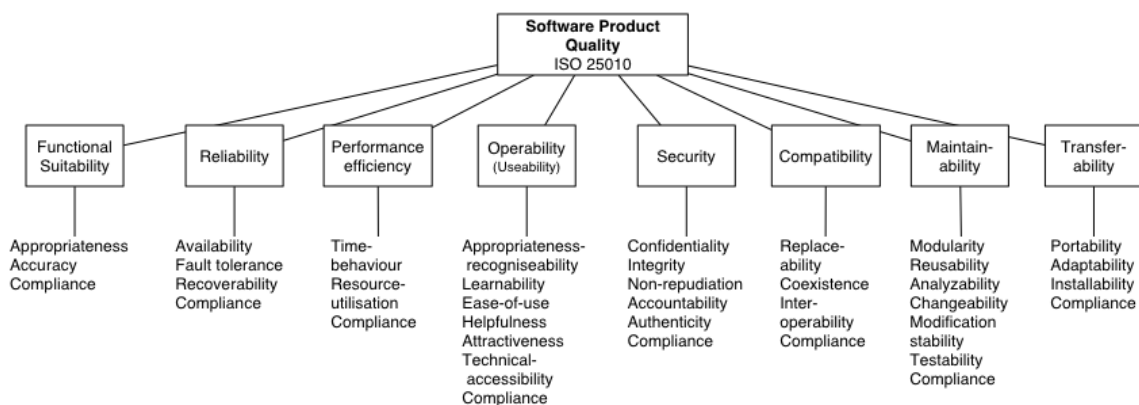 Software Product
Quality
ISO 25010
Functional
Suitability
Reliability
Performance
efficiency
Operability
(Useability)
Security
Compatibility
Maintain-
ability
Transfer-
ability
Appropriateness
Accuracy
Compliance
Availability
Fault tolerance
Recoverability
Compliance
Time-
behaviour
Resource-
utilisation
Compliance
Appropriateness-
recogniseability
Learnability
Ease-of-use
Helpfulness
Attractiveness
Technical-
accessibility
Compliance
Confidentiality
Integrity
Non-repudiation
Accountability
Authenticity
Compliance
Replace-
ability
Coexistence
Inter-
operability
Compliance
Modularity
Reusability
Analyzability
Changeability
Modification
stability
Testability
Compliance
Portability
Adaptability
Installability
Compliance